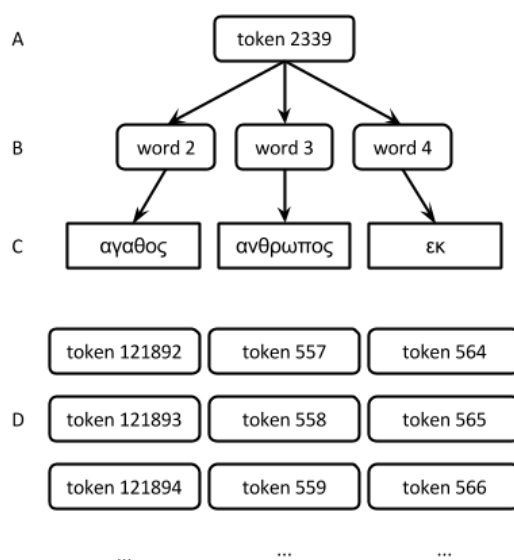 A token 2339
B word 2 word 3 word 4
C αγαθος ανθρωπος εκ
token 121892 token 557 token 564
D token 121893 token 558 token 565
token 121894 token 559 token 566
... ... ...